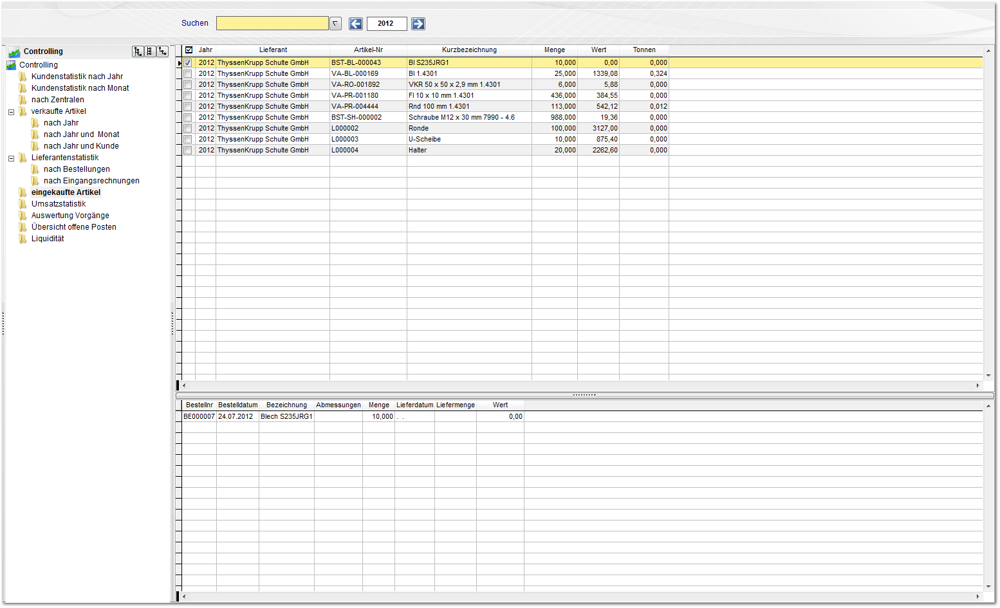 Suchen 2012
Controlling
Controlling
Kundenstatistik nach Jahr
Kundenstatistik nach Monat
nach Zentralen
verkaufte Artikel
nach Jahr
nach Jahr und Monat
nach Jahr und Kunde
Lieferantenstatistik
nach Bestellungen
nach Eingangsrechnungen
eingekaufte Artikel
Umsatzstatistik
Auswertung Vorgänge
Übersicht offene Posten
Liquidität
Jahr Lieferant Artikel-Nr Kurzbezeichnung Menge Wert Tonnen
2012 ThyssenKrupp Schulte GmbH BST-BL-000043 Bl S235JRG1 10,000 0,00 0,000
2012 ThyssenKrupp Schulte GmbH VA-BL-000169 Bl 1.4301 25,000 1339,08 0,324
2012 ThyssenKrupp Schulte GmbH VA-RO-001892 VKR 50 x 50 x 2,9 mm 1.4301 6,000 5,88 0,000
2012 ThyssenKrupp Schulte GmbH VA-PR-001180 Fl 10 x 10 mm 1.4301 436,000 384,55 0,000
2012 ThyssenKrupp Schulte GmbH VA-PR-004444 Rnd 100 mm 1.4301 113,000 542,12 0,012
2012 ThyssenKrupp Schulte GmbH BST-SH-000002 Schraube M12 x 30 mm 7990 - 4.6 988,000 19,36 0,000
2012 ThyssenKrupp Schulte GmbH L000002 Ronde 100,000 3127,00 0,000
2012 ThyssenKrupp Schulte GmbH L000003 U-Scheibe 10,000 875,40 0,000
2012 ThyssenKrupp Schulte GmbH L000004 Halter 20,000 2262,60 0,000
Bestellnr Bestelldatum Bezeichnung Abmessungen Menge Lieferdatum Liefermenge Wert
BE000007 24.07.2012 Blech S235JRG1 10,000 . . 0,00